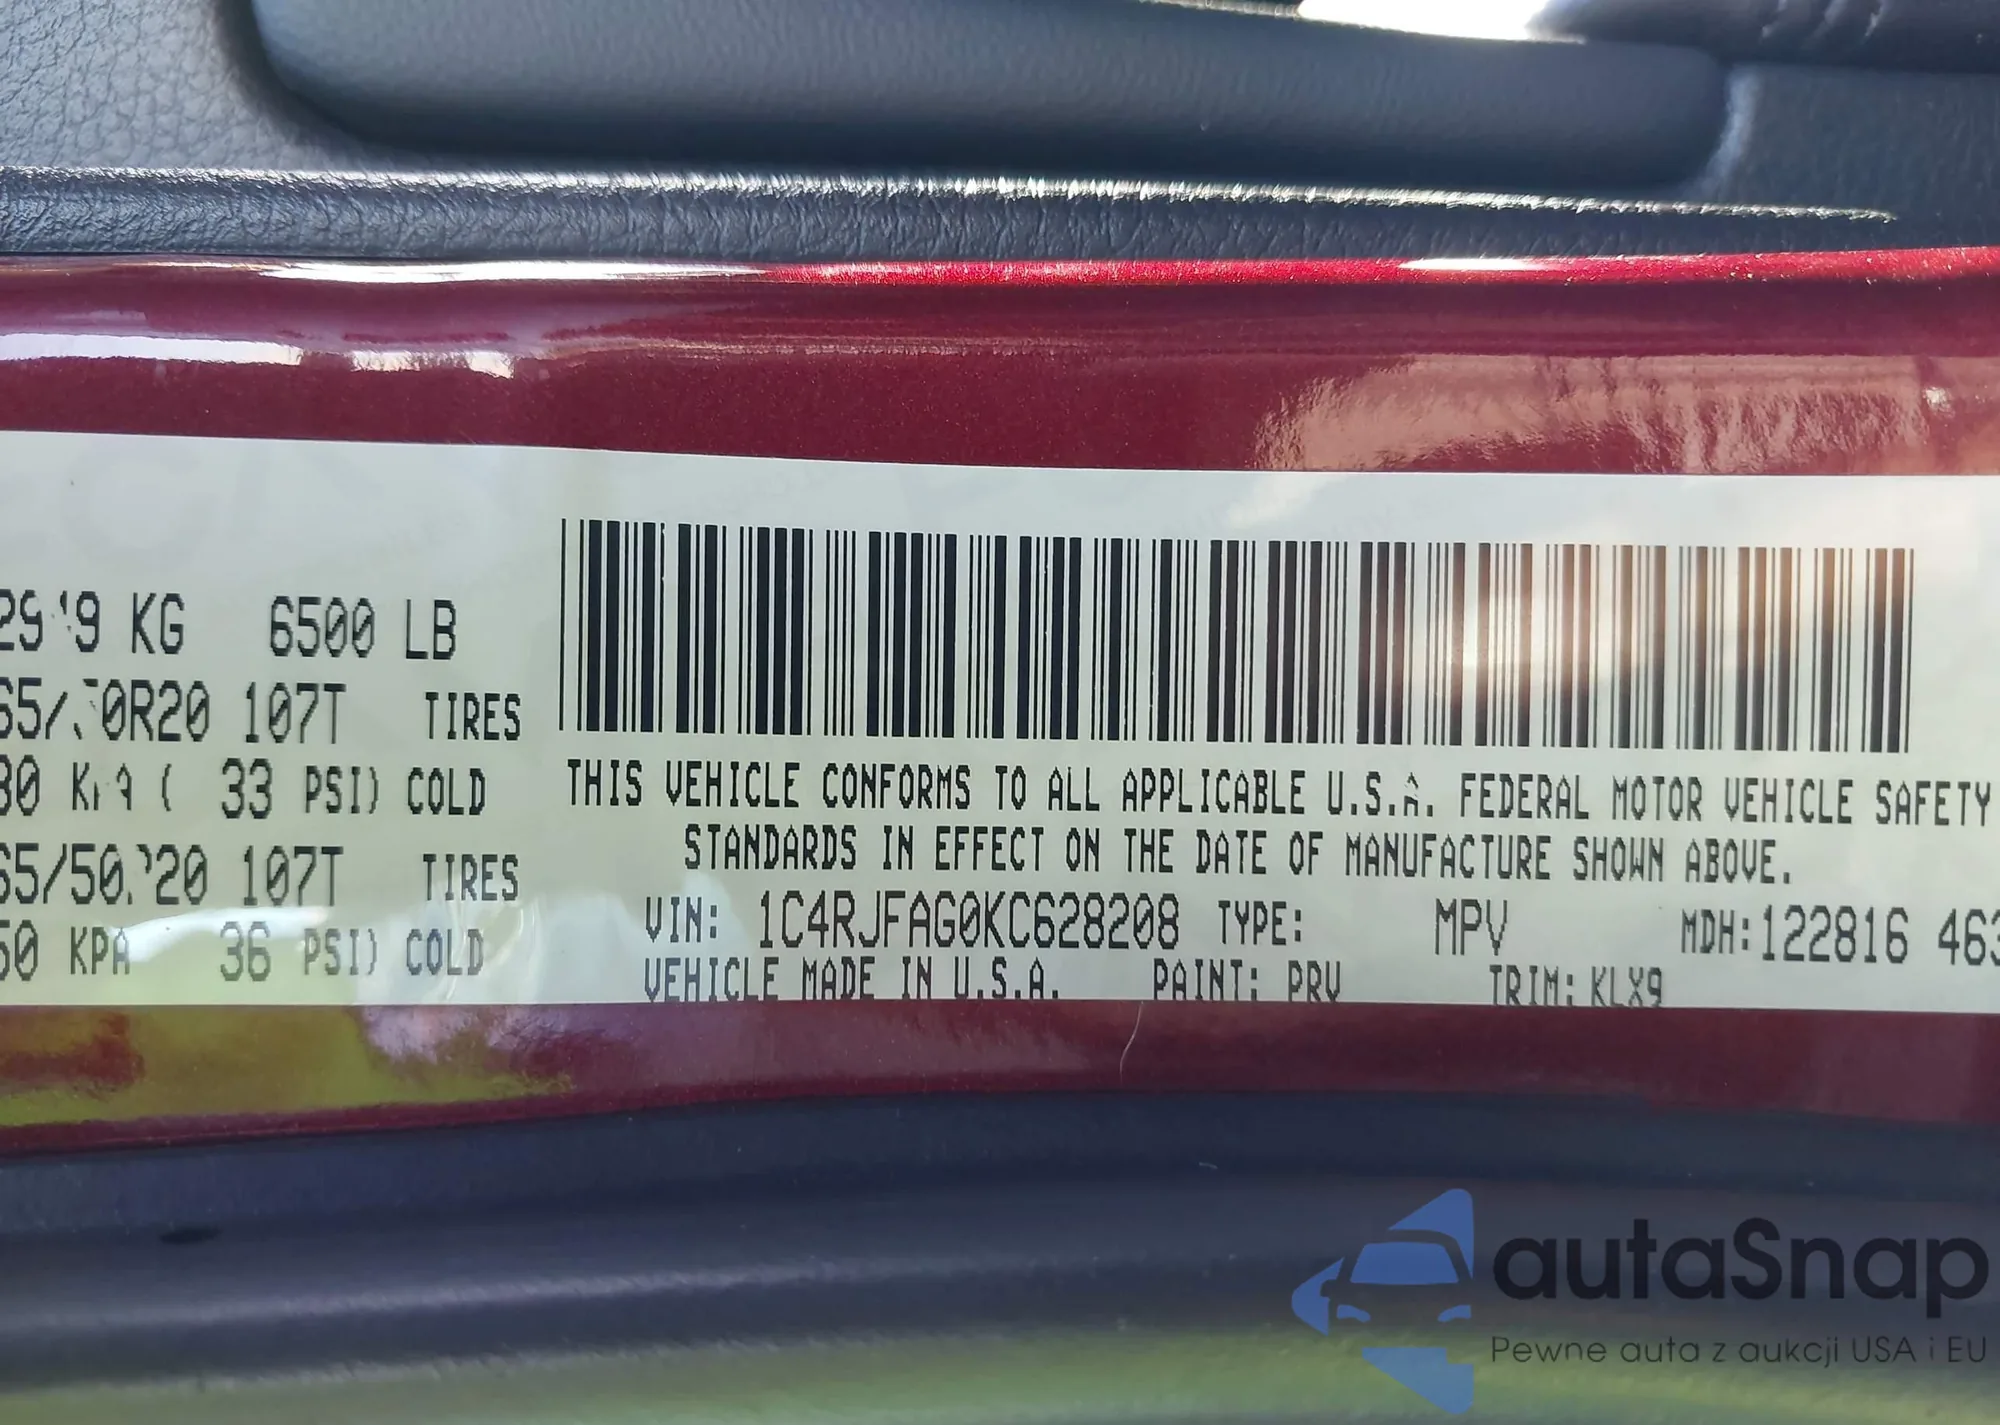 KG 6500 LB
107T TIRES
33 PSI) COLD
107T TIRES
KPA 36 PSI) COLD
THIS VEHICLE CONFORMS TO ALL APPLICABLE U.S.A. FEDERAL MOTOR VEHICLE SAFETY
STANDARDS IN EFFECT ON THE DATE OF MANUFACTURE SHOWN ABOVE.
VIN: 1C4RJFAG0KC628208 TYPE: MPV MDH:122816 463
VEHICLE MADE IN U.S.A. PAINT: PRV TRIM: KLX9
autaSnap
Pewne auta z aukcji USA i EU